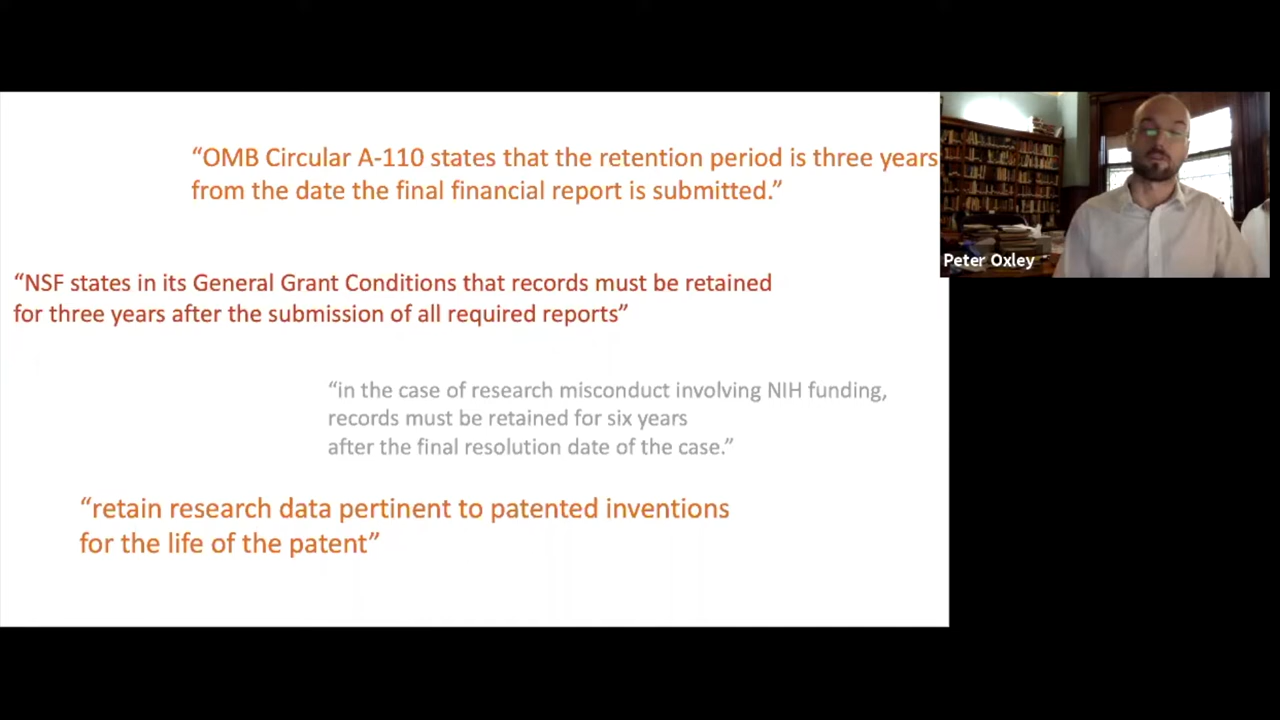 “OMB Circular A-110 states that the retention period is three years
from the date the final financial report is submitted.”
Peter Oxley
“NSF states in its General Grant Conditions that records must be retained
for three years after the submission of all required reports”
“in the case of research misconduct involving NIH funding,
records must be retained for six years
after the final resolution date of the case.”
“retain research data pertinent to patented inventions
for the life of the patent”